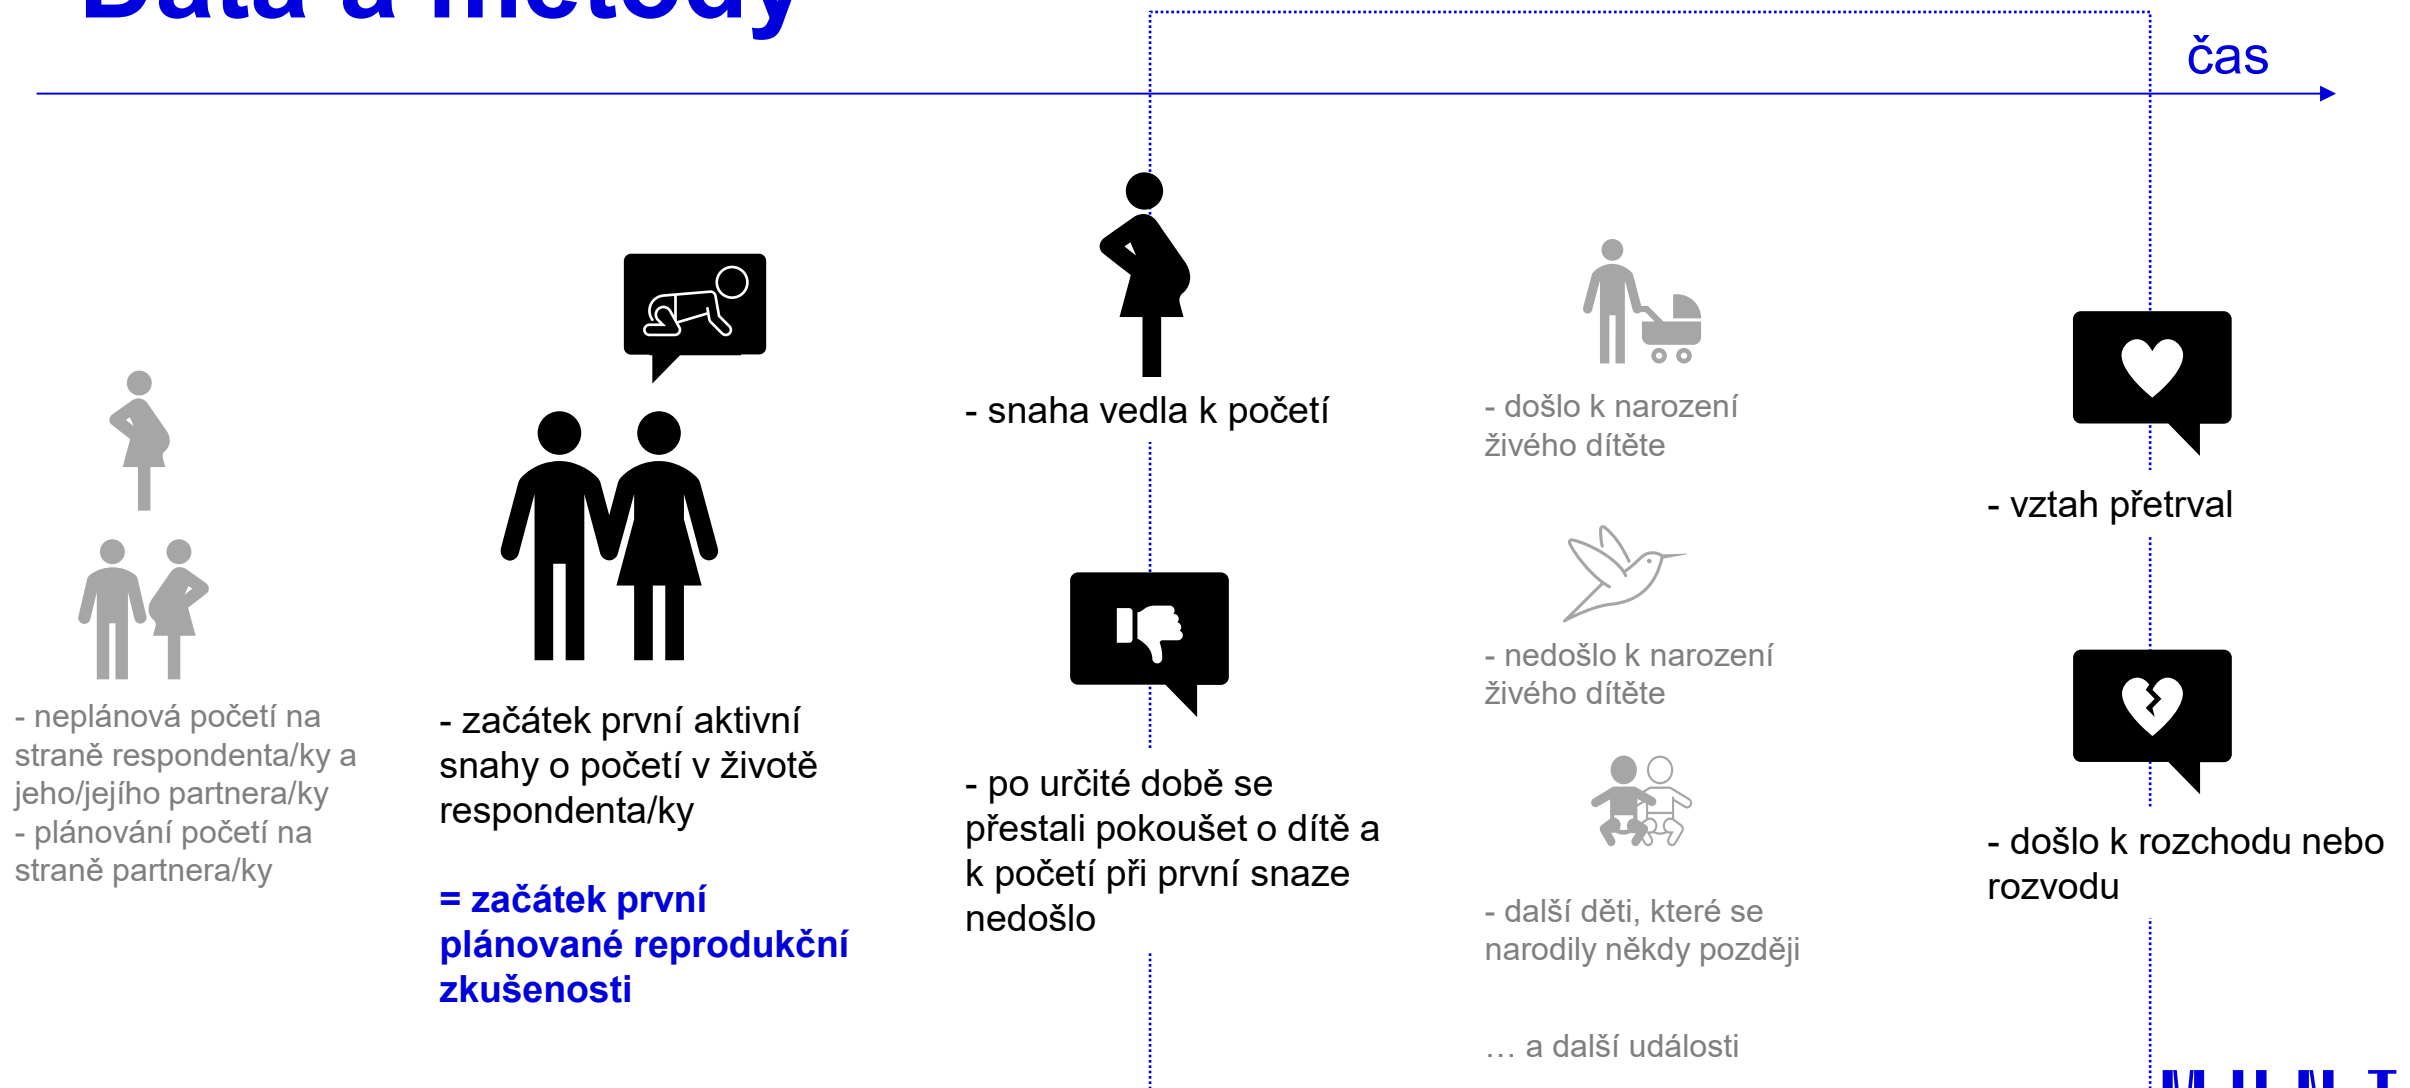 Data a metody
čas
- neplánová početí na
straně respondenta/ky a
jeho/jejího partnera/ky
- plánování početí na
straně partnera/ky
- začátek první aktivní
snahy o početí v životě
respondenta/ky
= začátek první
plánované reprodukční
zkušenosti
- snaha vedla k početí
- po určité době se
přestali pokoušet o dítě a
k početí při první snaze
nedošlo
- došlo k narození
živého dítěte
- nedošlo k narození
živého dítěte
- další děti, které se
narodily někdy později
… a další události
- vztah přetrval
- došlo k rozchodu nebo
rozvodu